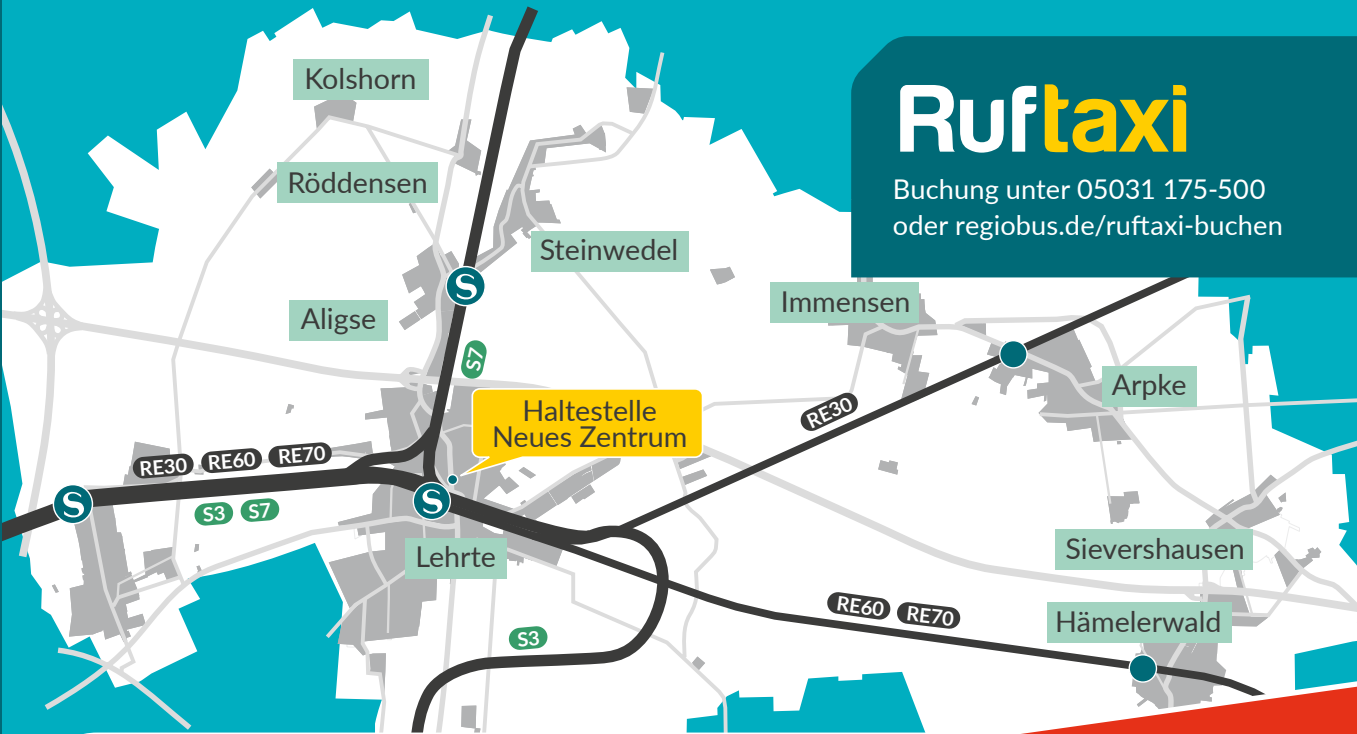 Kolshorn
Ruftaxi
Buchung unter 05031 175-500
oder regiobus.de/ruftaxi-buchen
Röddensen
Steinwedel
S
Immensen
Aligse
S7
Arpke
Haltestelle
Neues Zentrum
RE30
RE30 RE60 RE70
S
S
S3 S7
Lehrte
Sievershausen
RE60 RE70
Hämelerwald
S3